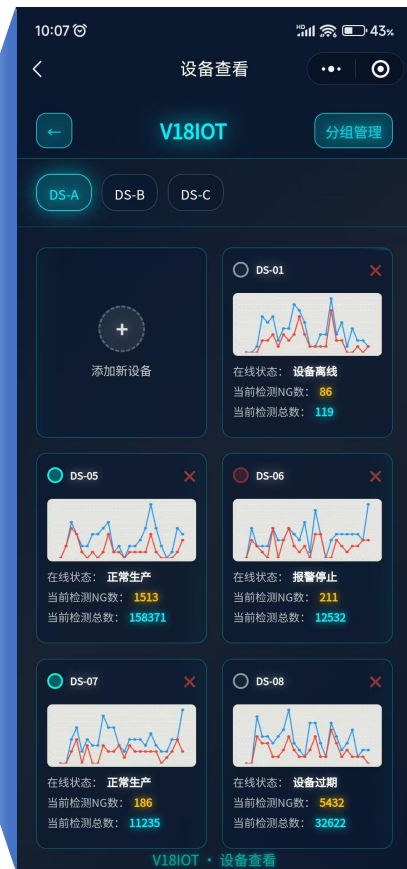 10:07
HD 43%
设备查看
← V18IOT 分组管理
DS-A DS-B DS-C
+
添加新设备
DS-01
在线状态： 设备离线
当前检测NG数： 86
当前检测总数： 119
DS-05
在线状态： 正常生产
当前检测NG数： 1513
当前检测总数： 158371
DS-06
在线状态： 报警停止
当前检测NG数： 211
当前检测总数： 12532
DS-07
在线状态： 正常生产
当前检测NG数： 186
当前检测总数： 11235
DS-08
在线状态： 设备过期
当前检测NG数： 5432
当前检测总数： 32622
V18IOT · 设备查看